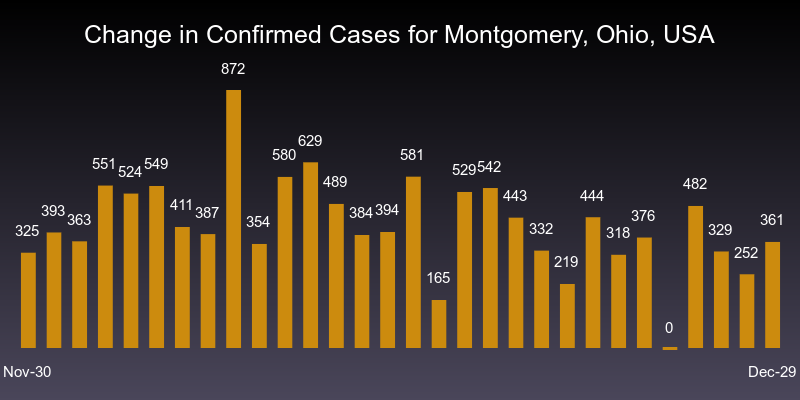 Change in Confirmed Cases for Montgomery, Ohio, USA
325 393 363 551 524 549 411 387 872 354 580 629 489 384 394 581 165 529 542 443 332 219 444 318 376 0 482 329 252 361
Nov-30 Dec-29